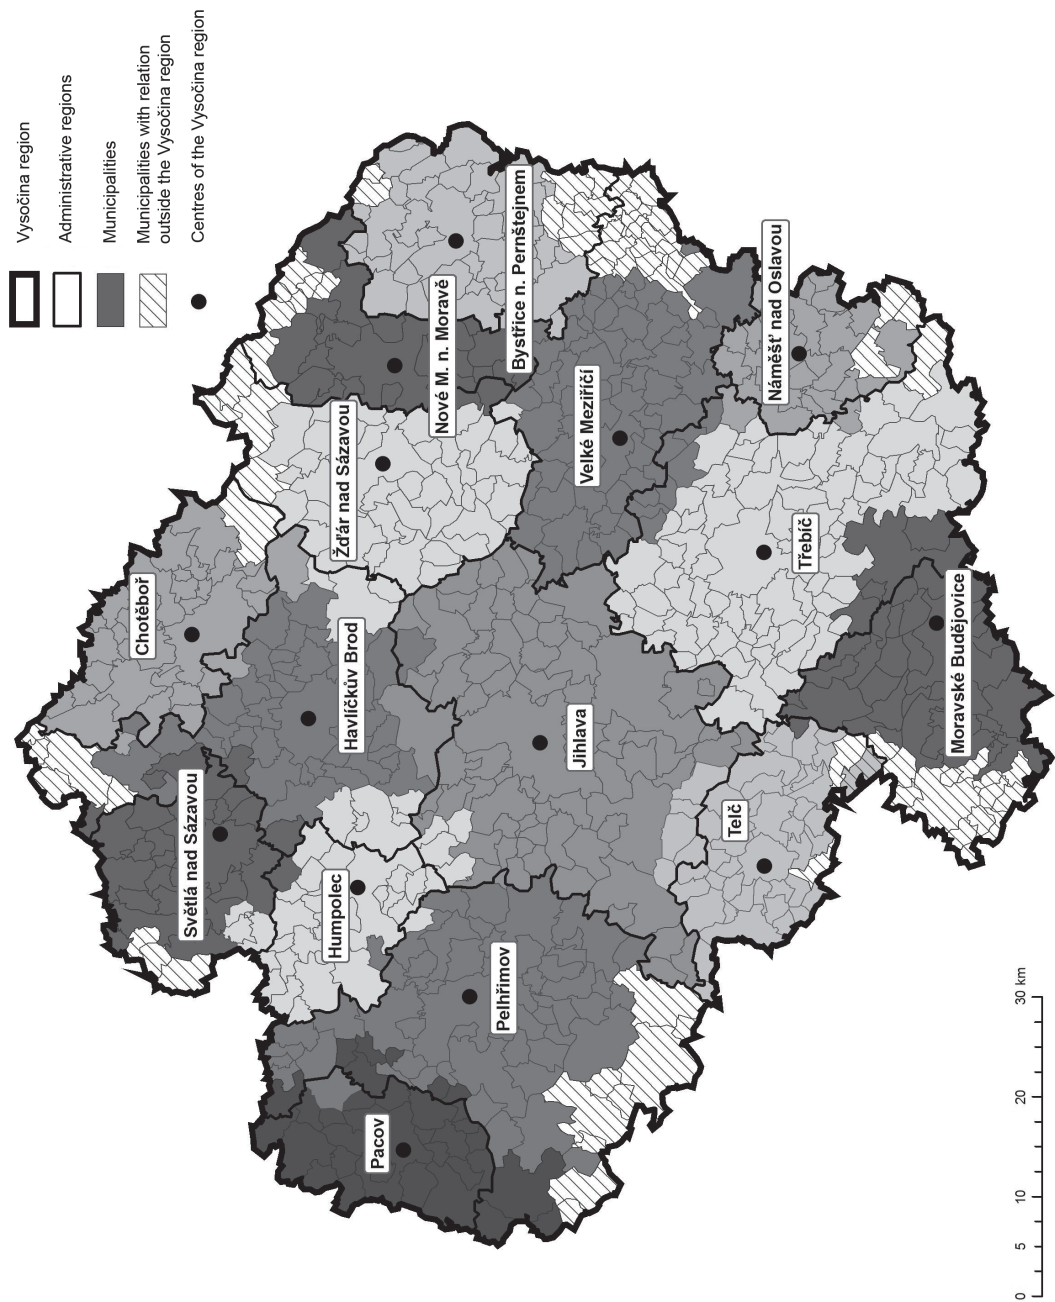 Vysočina region
Administrative regions
Municipalities
Municipalities with relation
outside the Vysočina region
Centres of the Vysočina region
Pacov
Pelhřimov
Humpolec
Světlá nad Sázavou
Telč
Jihlava
Havlíčkův Brod
Chotěboř
Moravské Budějovice
Třebíč
Žďár nad Sázavou
Velké Meziříčí
Nové M. n. Moravě
Náměšť nad Oslavou
Bystřice n. Pernštejnem
0 5 10 20 30 km